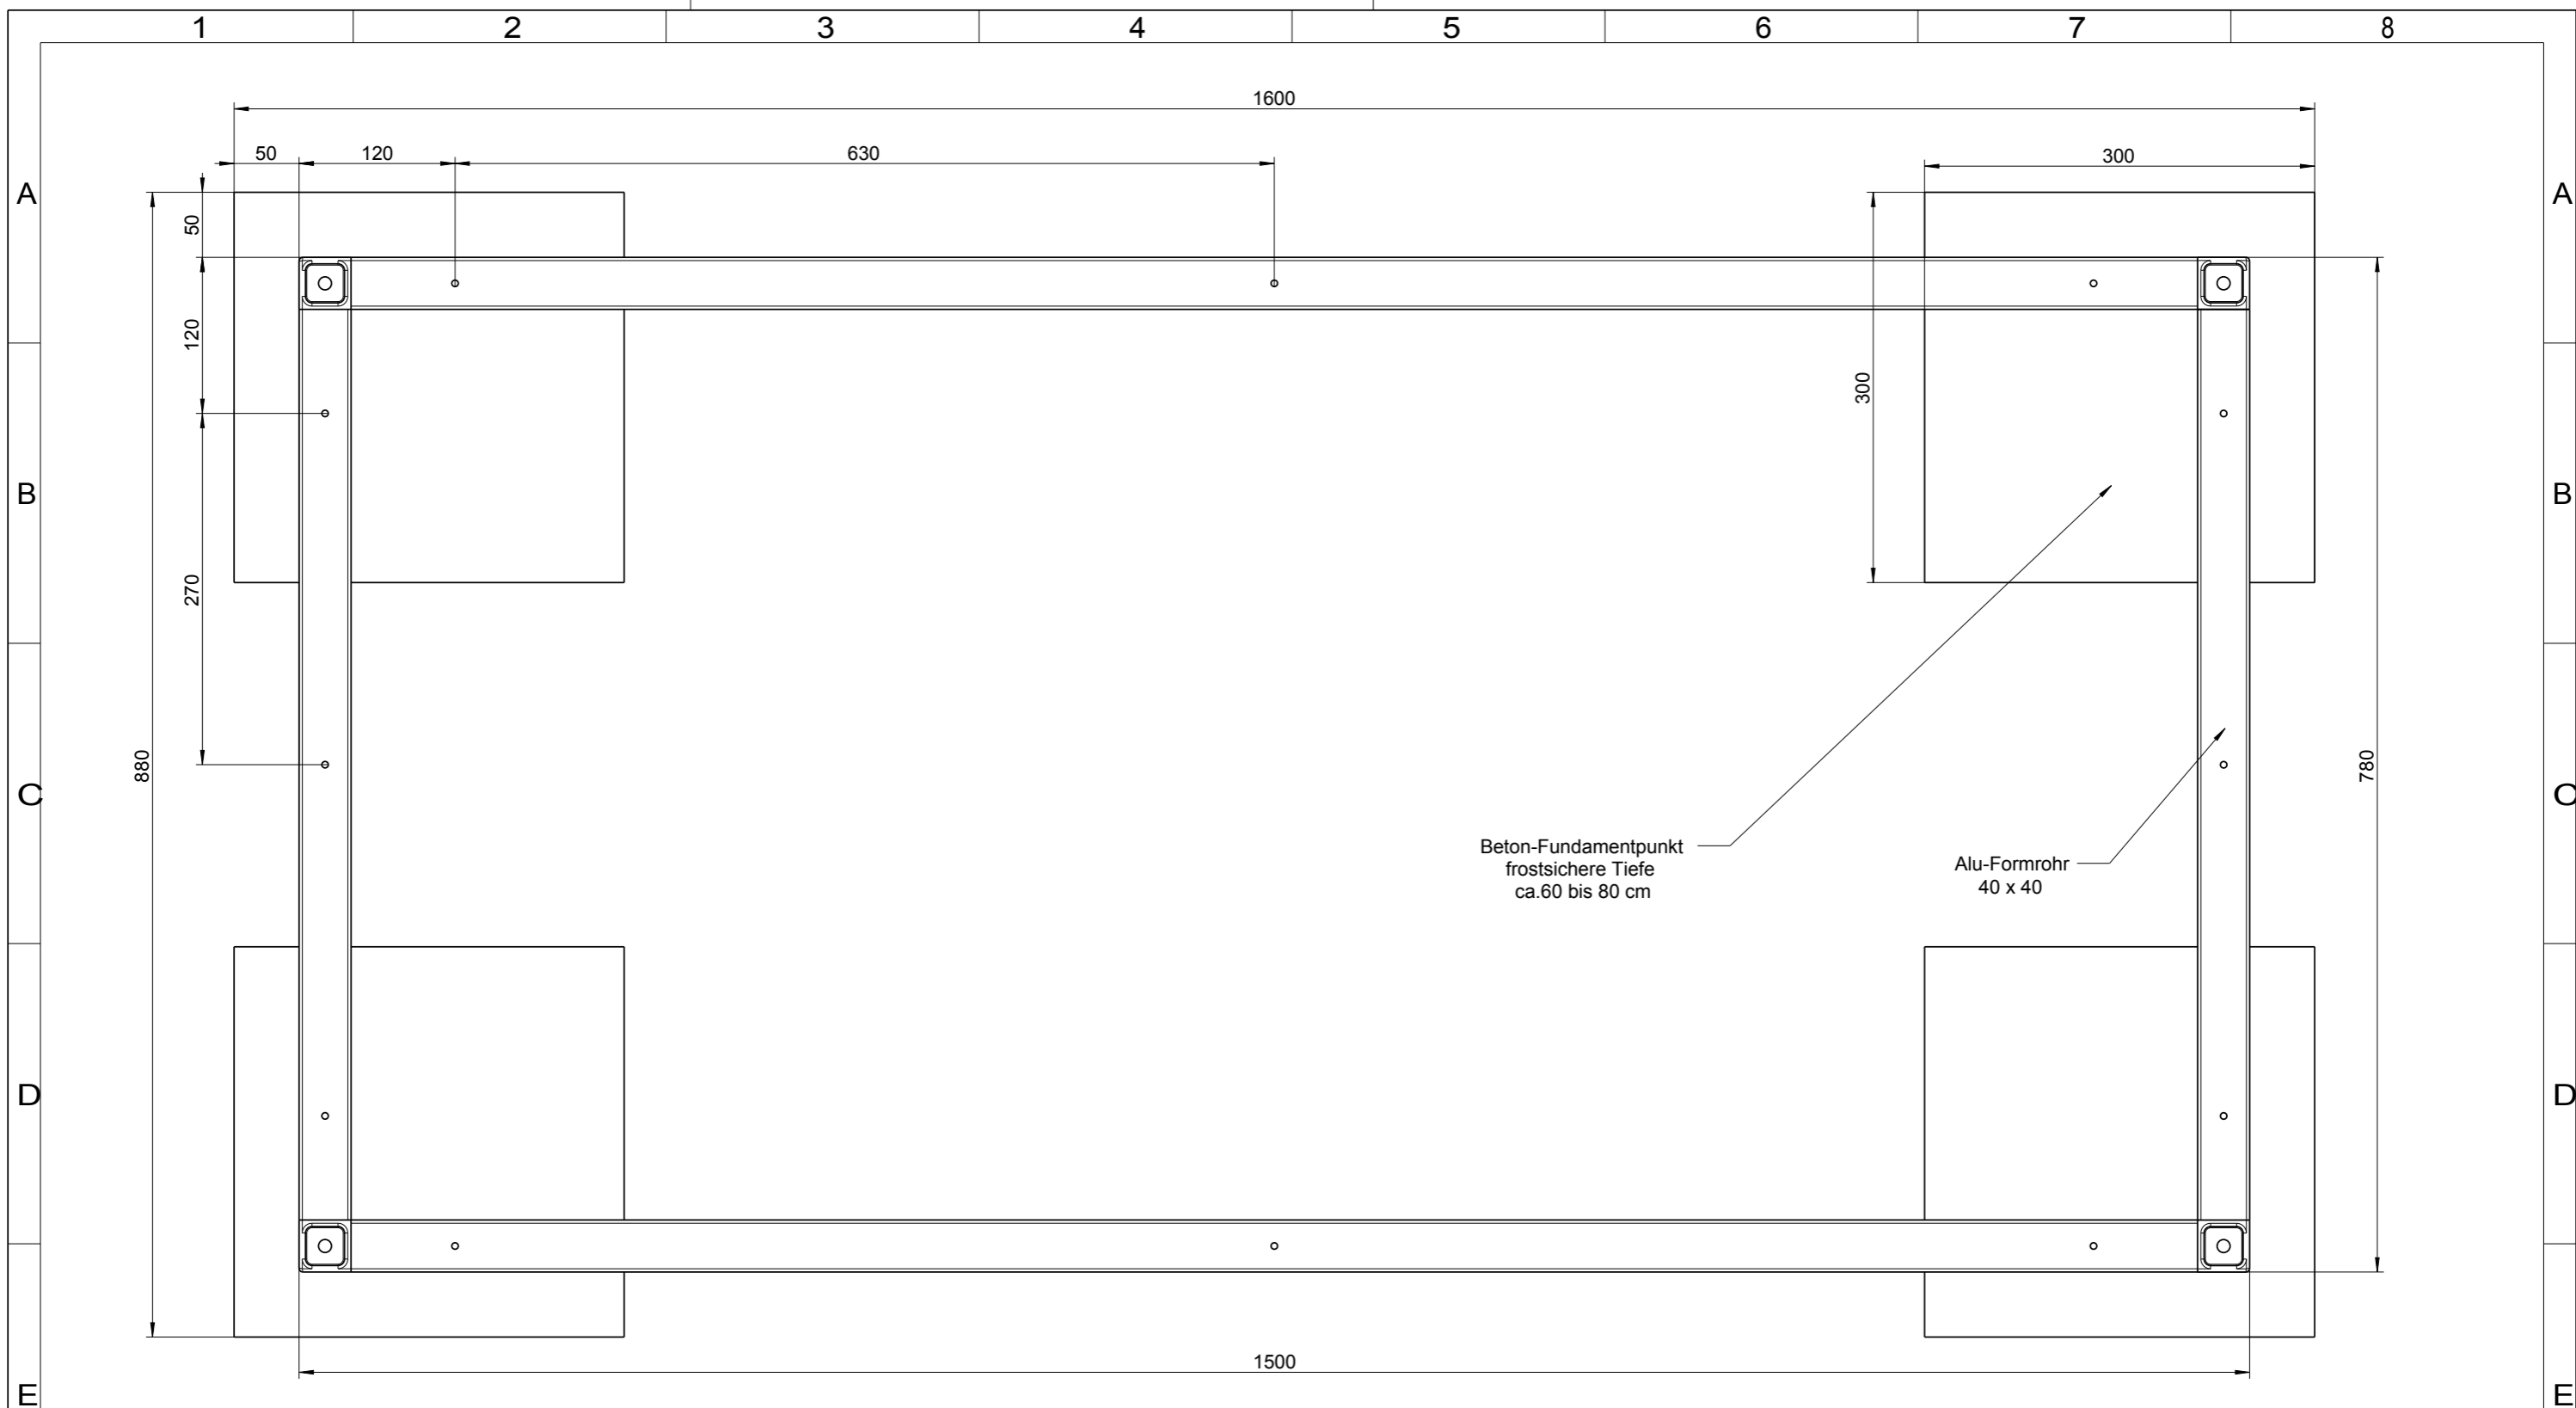 1 2 3 4 5 6 7 8
1600
50 120 630 300
A A
50
120
300
B B
270
880
780
C C
Beton-Fundamentpunkt
frostsichere Tiefe
ca.60 bis 80 cm
Alu-Formrohr
40 x 40
D D
1500
E E